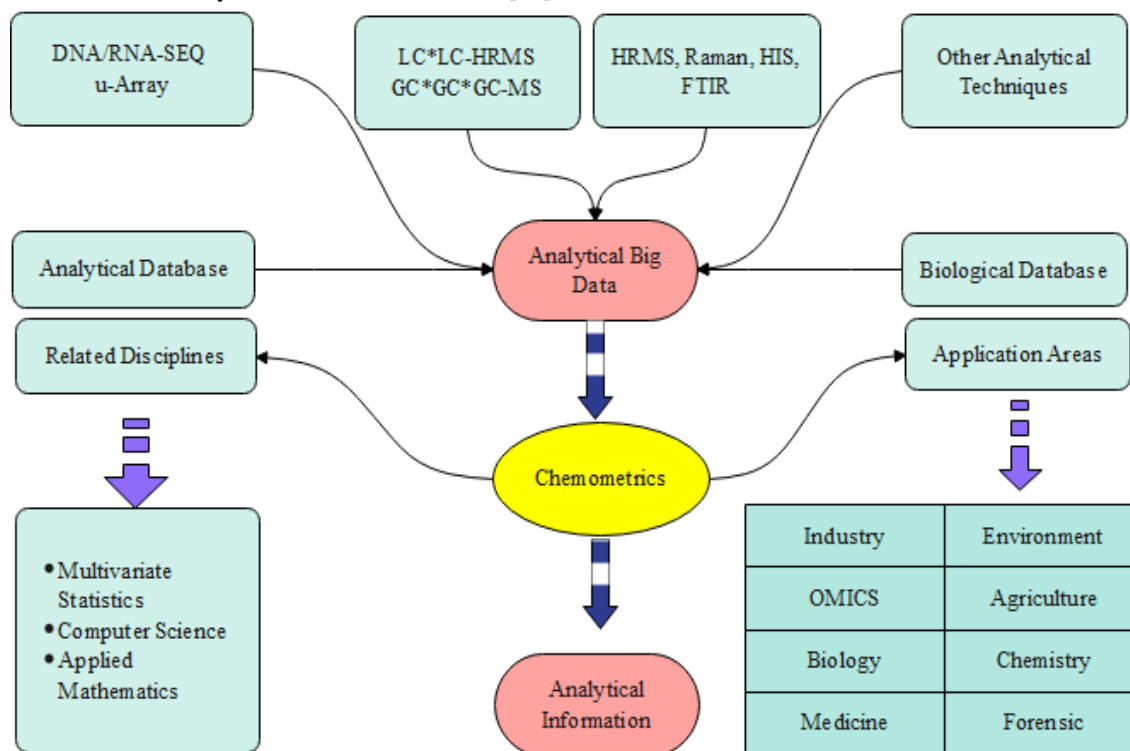 DNA/RNA-SEQ
u-Array
LC*LC-HRMS
GC*GC*GC-MS
HRMS, Raman, HIS,
FTIR
Other Analytical
Techniques
Analytical Database
Analytical Big
Data
Biological Database
Related Disciplines
Application Areas
Chemometrics
• Multivariate
Statistics
• Computer Science
• Applied
Mathematics
Industry
Environment
OMICS
Agriculture
Biology
Chemistry
Medicine
Forensic
Analytical
Information